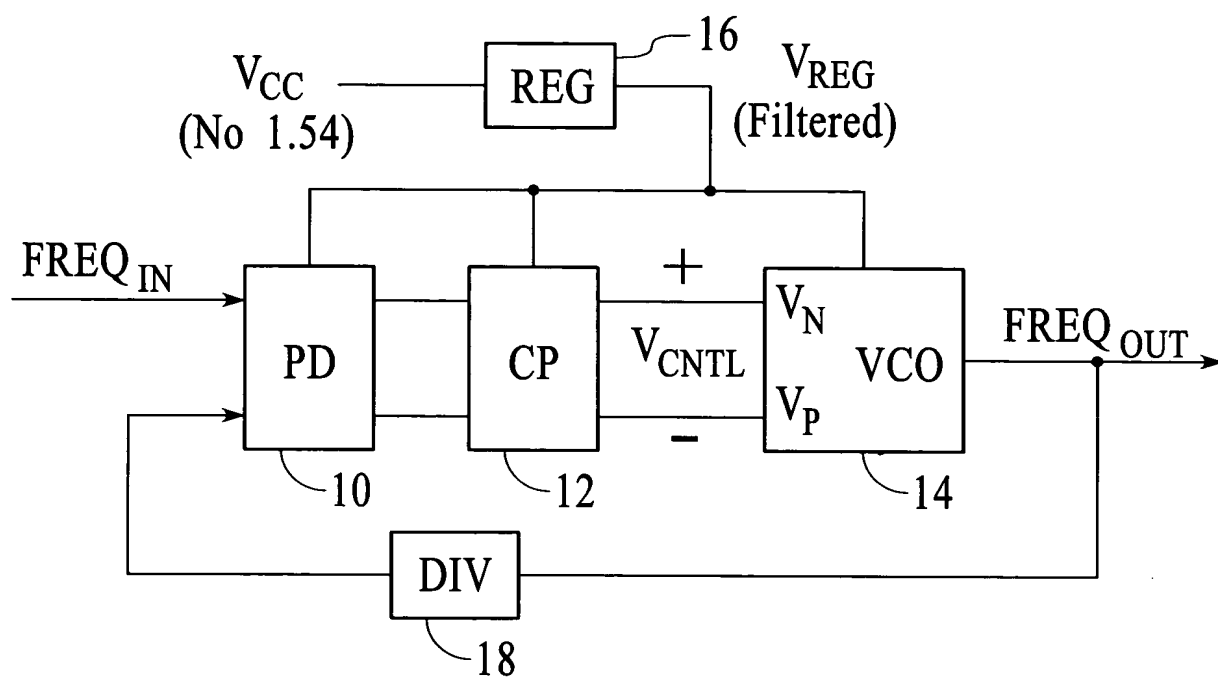 16
V_CC
(No 1.54)
REG
V_REG
(Filtered)
FREQ_IN
PD
CP
+
V_CNTL
−
V_N
VCO
V_P
FREQ_OUT
10
12
14
DIV
18